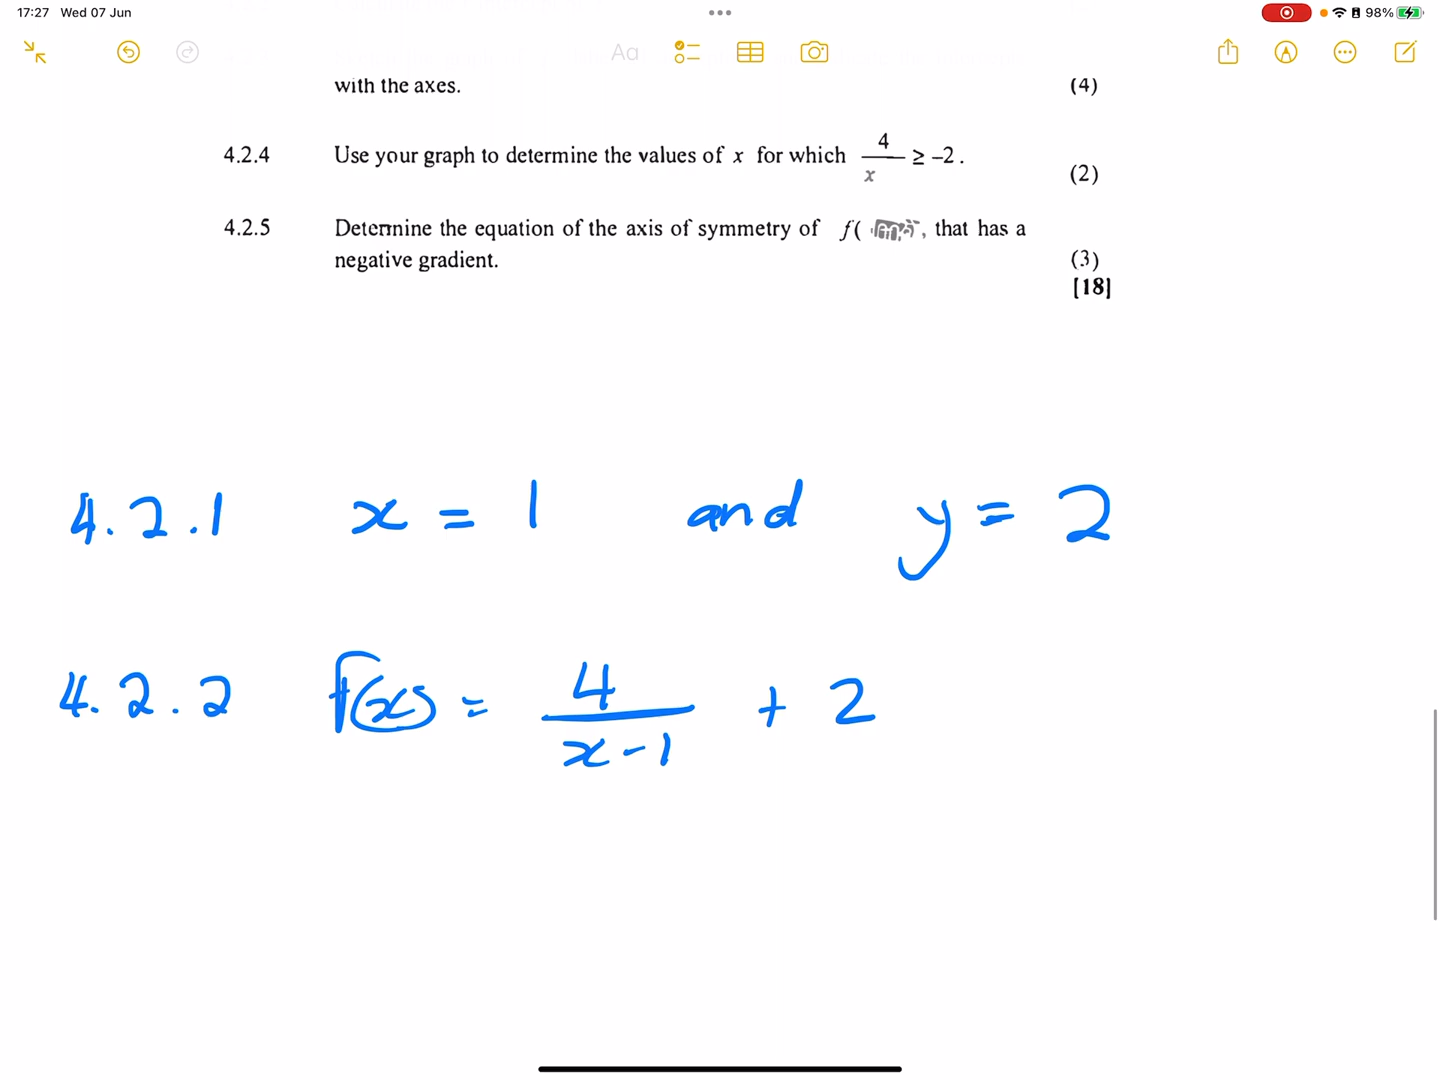 17:27 Wed 07 Jun
98%
Aa
with the axes. (4)
4.2.4 Use your graph to determine the values of x for which 4/x ≥ –2. (2)
4.2.5 Determine the equation of the axis of symmetry of f( , that has a
negative gradient. (3)
[18]
4.2.1 x = 1 and y = 2
4.2.2 f(x) = 4/(x-1) + 2